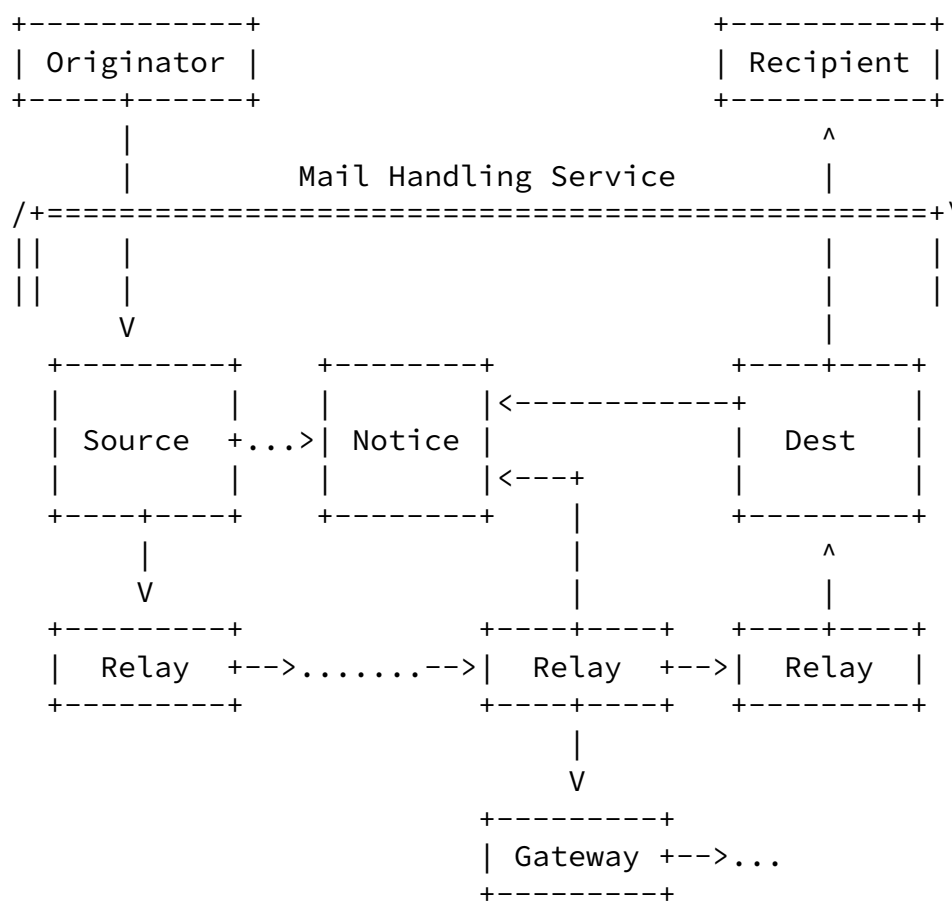 Originator Recipient
Mail Handling Service
Source ...> Notice Dest
Relay .......--> Relay Relay
Gateway +-->...